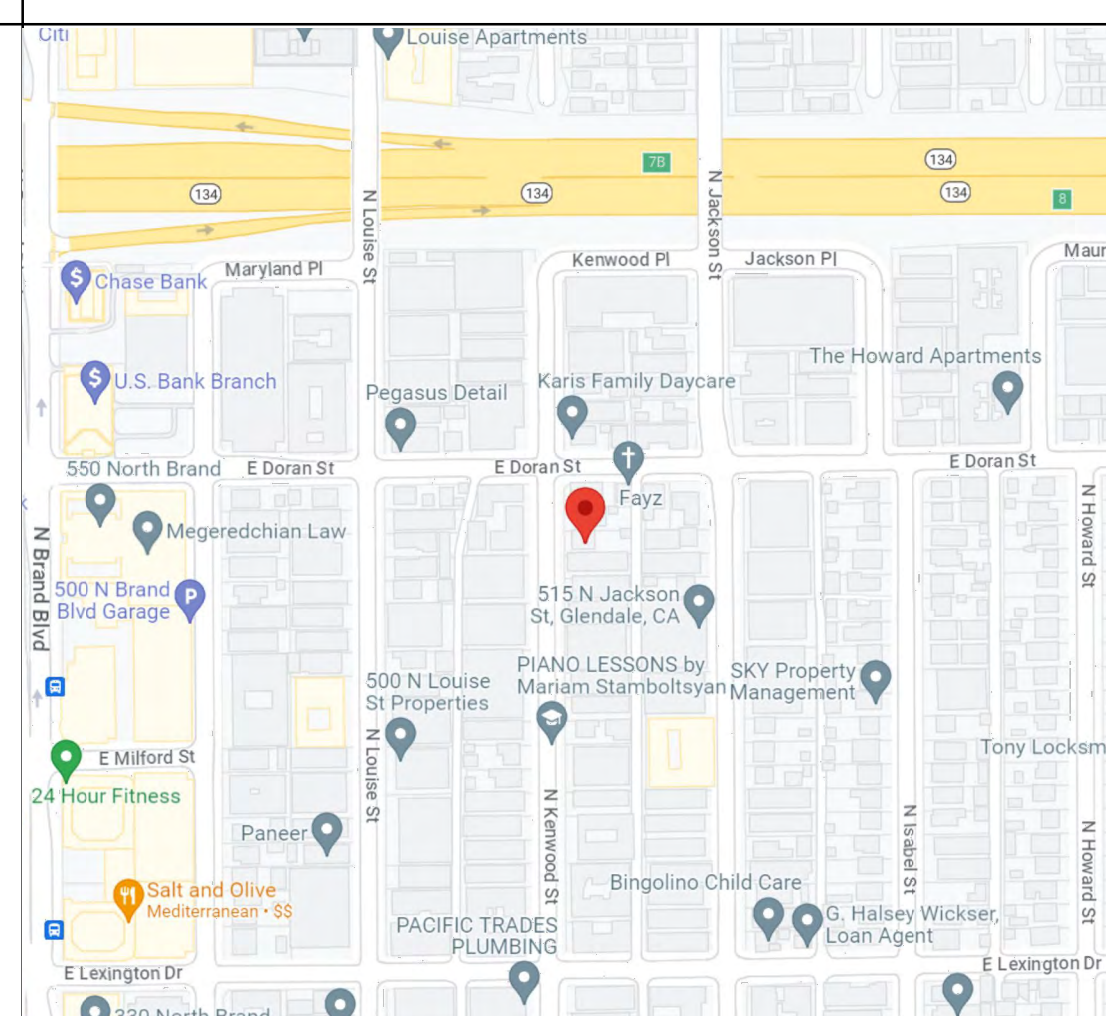 Citi
Louise Apartments
7B
134
134
134
134
8
N Louise St
N Jackson St
Maryland Pl
Kenwood Pl
Jackson Pl
Chase Bank
U.S. Bank Branch
The Howard Apartments
Pegasus Detail
Karis Family Daycare
550 North Brand
E Doran St
E Doran St
E Doran St
Fayz
Megeredchian Law
N Brand Blvd
N Howard St
500 N Brand
Blvd Garage
P
515 N Jackson
St, Glendale, CA
PIANO LESSONS by
Mariam Stamboltsyan
SKY Property
Management
500 N Louise
St Properties
E Milford St
N Louise St
24 Hour Fitness
Tony Locksm
N Kenwood St
N Isabel St
N Howard St
Paneer
Salt and Olive
Mediterranean · $$
Bingolino Child Care
G. Halsey Wickser,
Loan Agent
PACIFIC TRADES
PLUMBING
E Lexington Dr
E Lexington Dr
330 North Brand